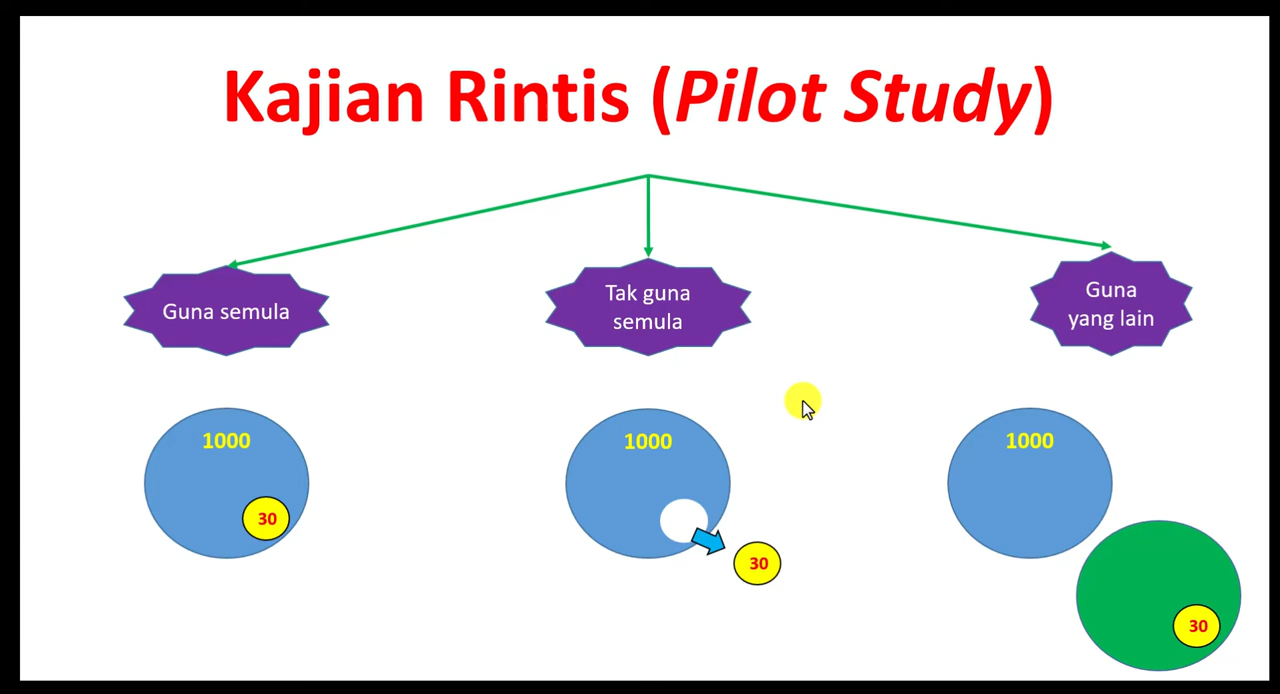 Kajian Rintis (Pilot Study)
Guna semula
Tak guna
semula
Guna
yang lain
1000
30
1000
30
1000
30